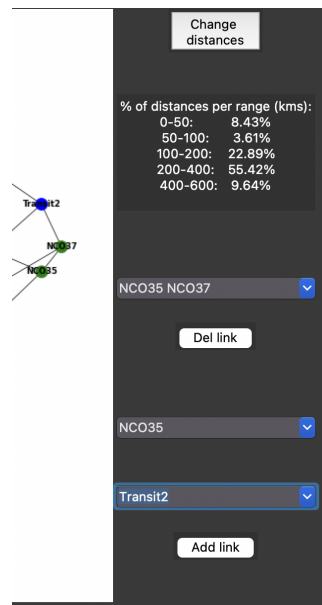 Change
distances
% of distances per range (kms):
0-50: 8.43%
50-100: 3.61%
100-200: 22.89%
200-400: 55.42%
400-600: 9.64%
Transit2
NCO37
NCO35
NCO35 NCO37
Del link
NCO35
Transit2
Add link